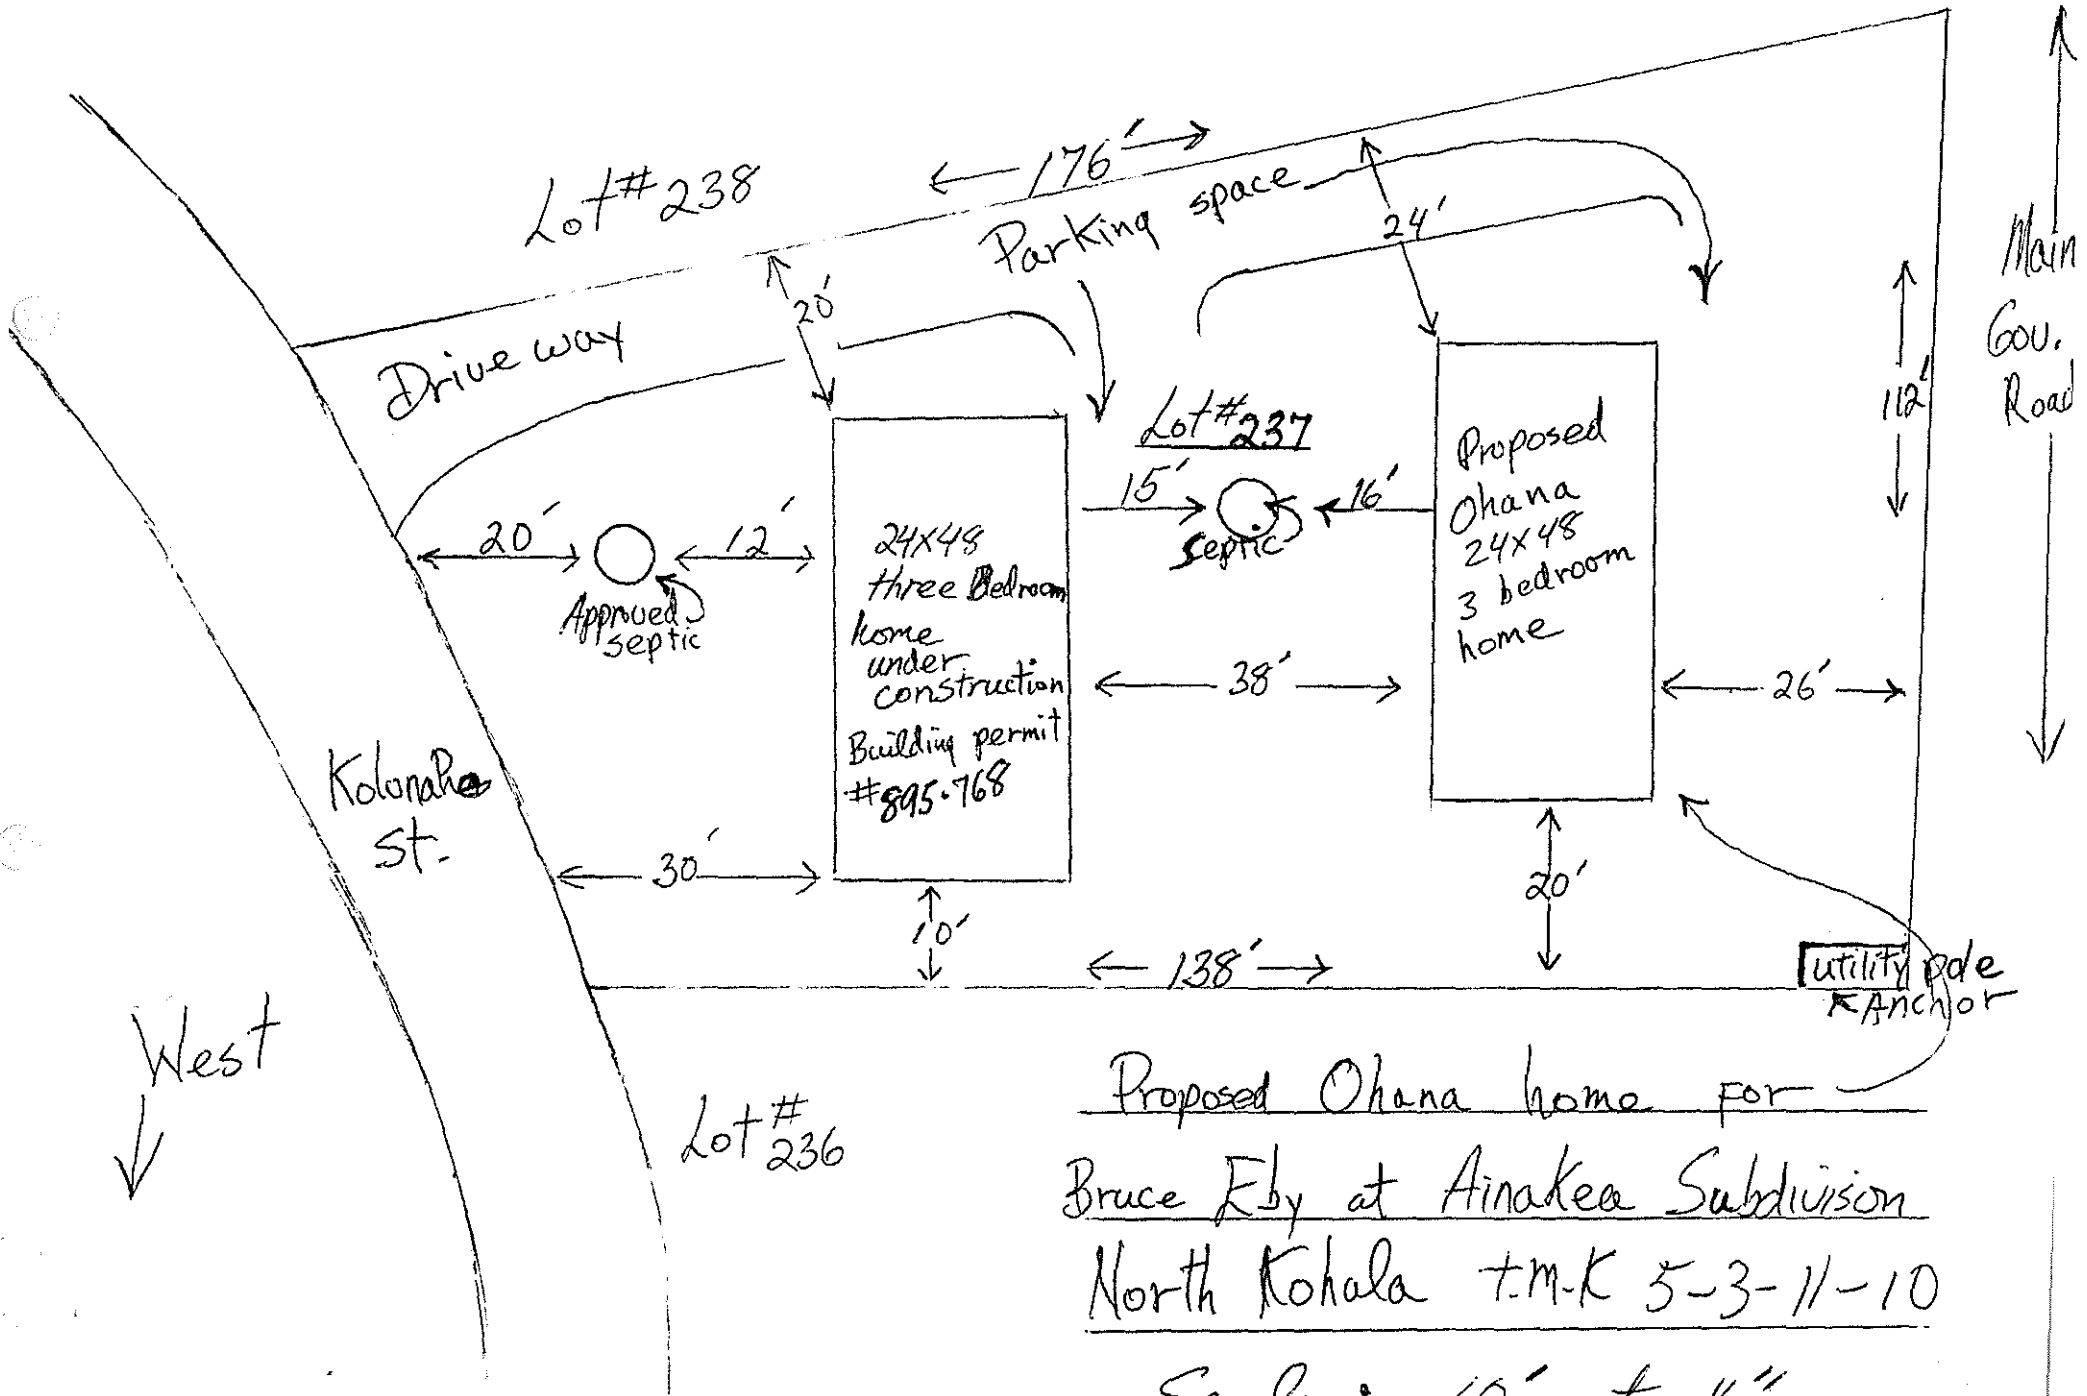 Lot # 238
← 176' →
Parking space
24'
20'
Drive way
Main
Gov.
Road
112'
Lot # 237
15'
16'
septic
20'
12'
Approved
septic
24x48
three Bedroom
home
under
construction
Building permit
#895.768
Proposed
Ohana
24x48
3 bedroom
home
38'
26'
St.
30'
10'
20'
138'
utility pole
Anchor
West
Lot #
236
Proposed Ohana home for
Bruce Eby at Ainakea Subdivison
North Kohala t.m.k 5-3-11-10